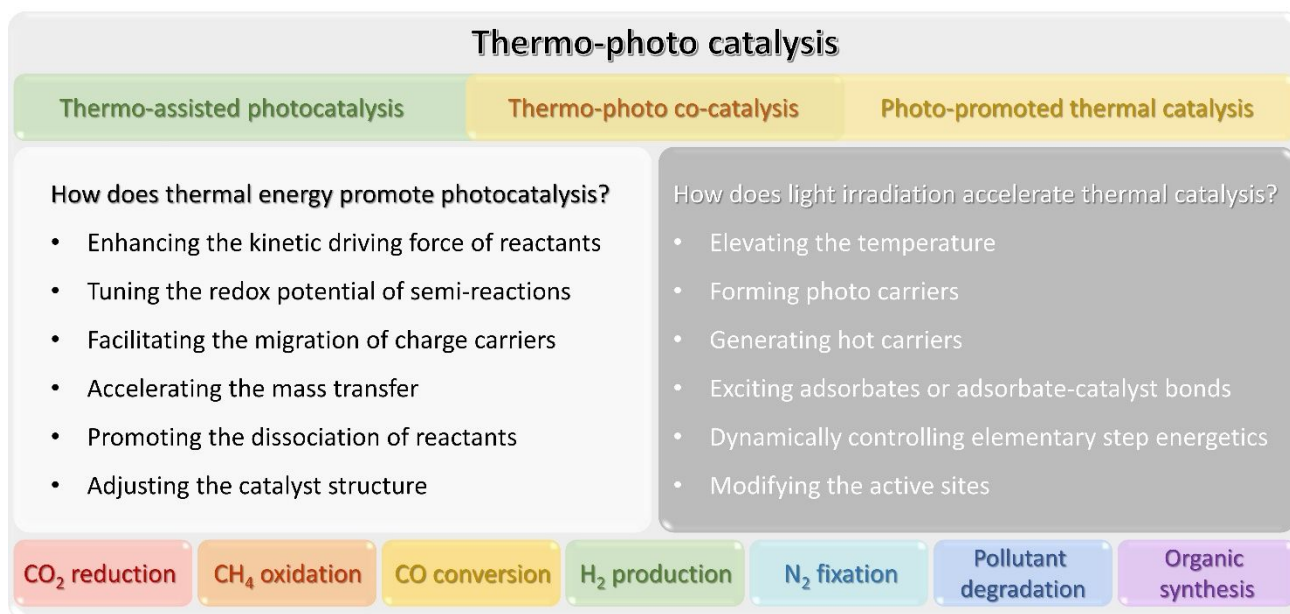 Thermo-photo catalysis
Thermo-assisted photocatalysis
Thermo-photo co-catalysis
Photo-promoted thermal catalysis
How does thermal energy promote photocatalysis?
• Enhancing the kinetic driving force of reactants
• Tuning the redox potential of semi-reactions
• Facilitating the migration of charge carriers
• Accelerating the mass transfer
• Promoting the dissociation of reactants
• Adjusting the catalyst structure
How does light irradiation accelerate thermal catalysis?
• Elevating the temperature
• Forming photo carriers
• Generating hot carriers
• Exciting adsorbates or adsorbate-catalyst bonds
• Dynamically controlling elementary step energetics
• Modifying the active sites
CO₂ reduction
CH₄ oxidation
CO conversion
H₂ production
N₂ fixation
Pollutant
degradation
Organic
synthesis